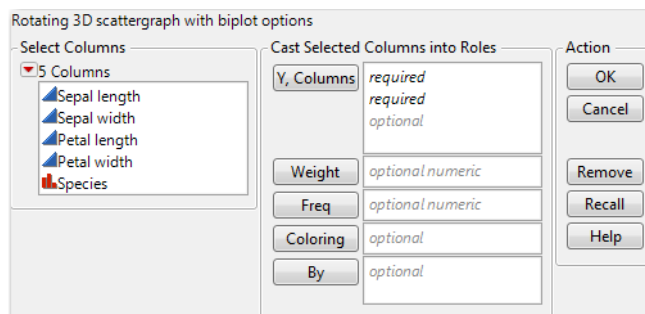 Rotating 3D scattergraph with biplot options
Select Columns
5 Columns
Sepal length
Sepal width
Petal length
Petal width
Species
Cast Selected Columns into Roles
Y, Columns
required
required
optional
Weight
optional numeric
Freq
optional numeric
Coloring
optional
By
optional
Action
OK
Cancel
Remove
Recall
Help